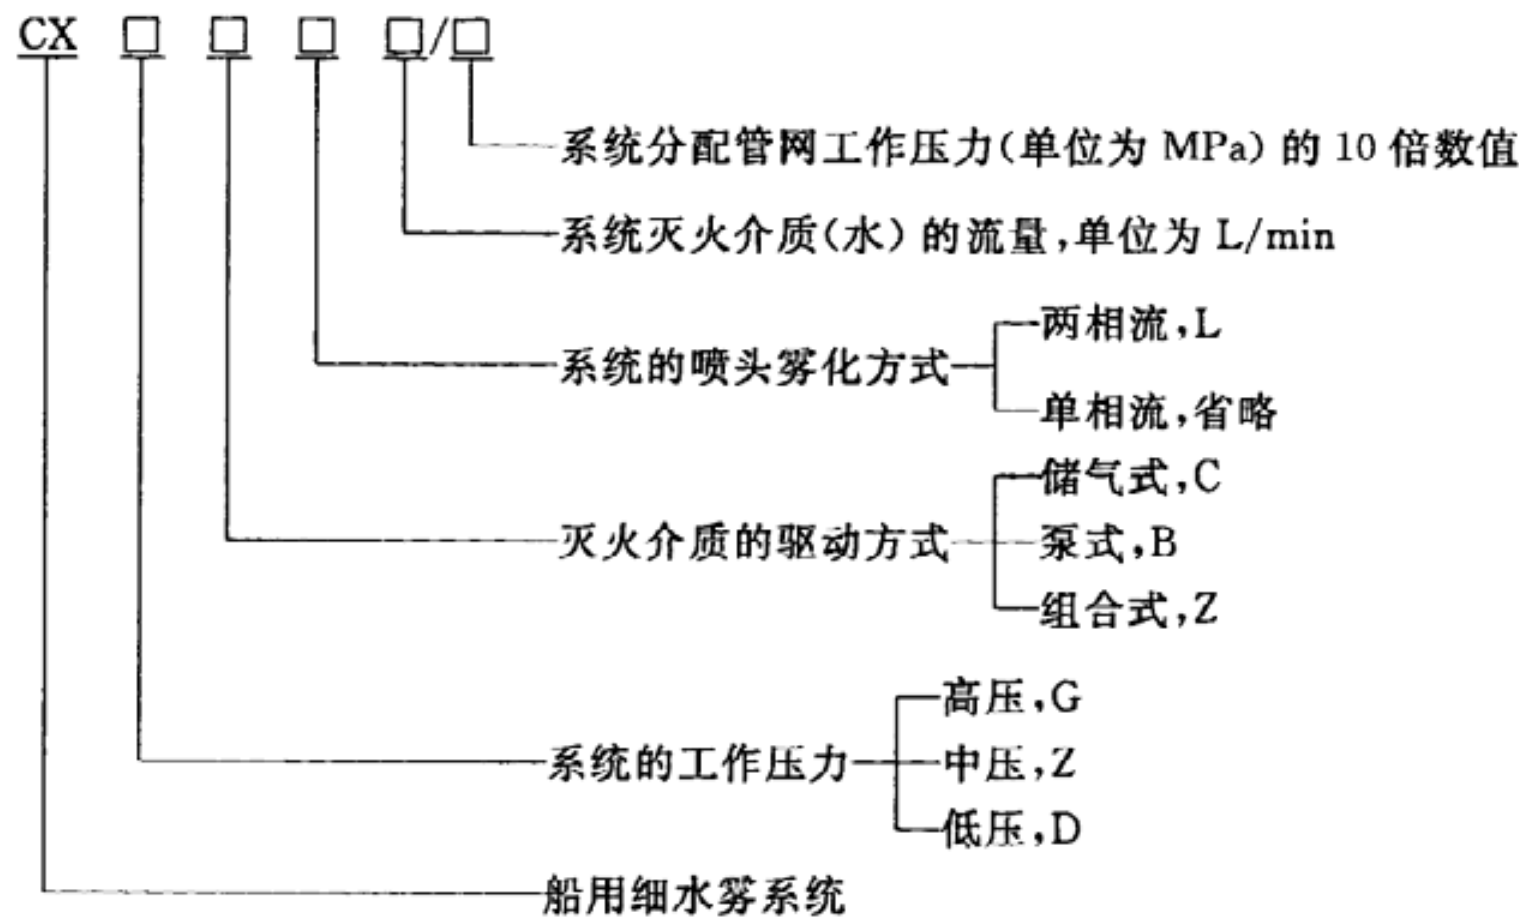 CX □ □ □ □/□
系统分配管网工作压力(单位为 MPa) 的 10 倍数值
系统灭火介质(水) 的流量,单位为 L/min
两相流,L
系统的喷头雾化方式
单相流,省略
储气式,C
灭火介质的驱动方式
泵式,B
组合式,Z
高压,G
系统的工作压力
中压,Z
低压,D
船用细水雾系统